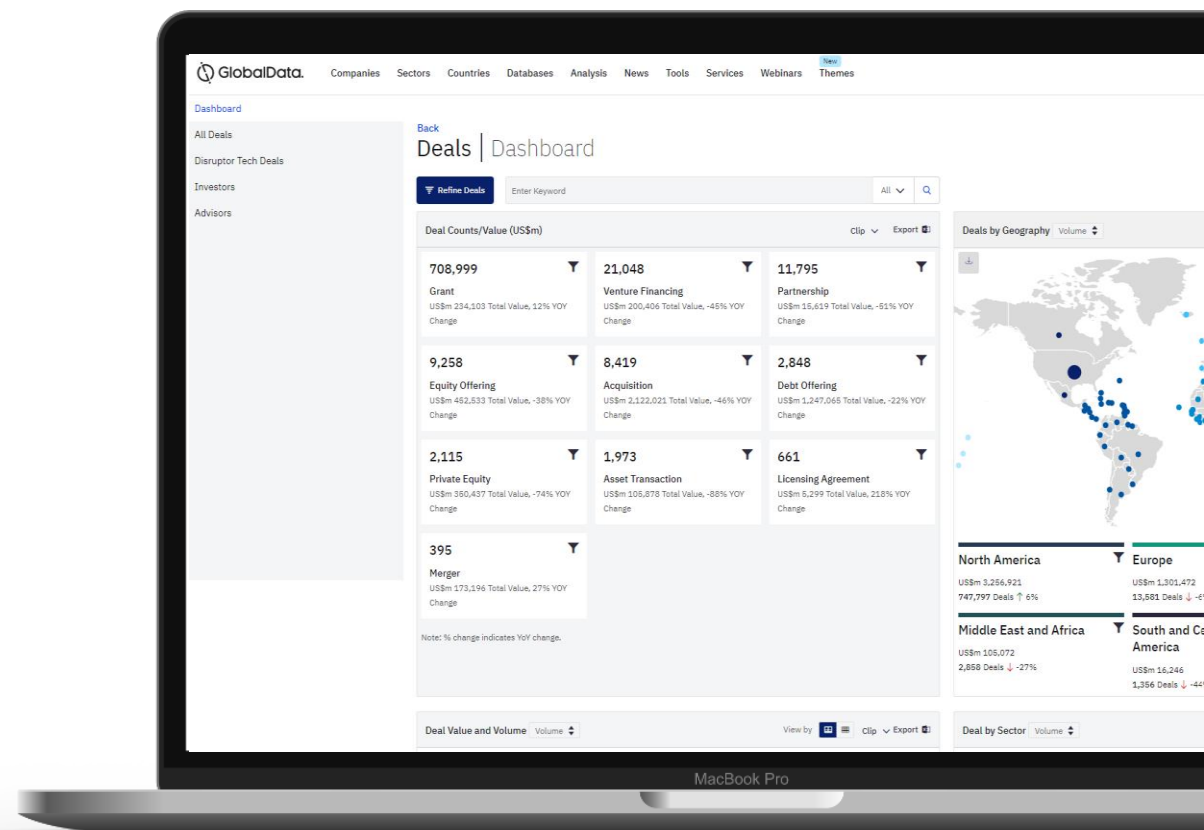 GlobalData.
Companies Sectors Countries Databases Analysis News Tools Services Webinars Themes
New
Dashboard
All Deals
Disruptor Tech Deals
Investors
Advisors
Back
Deals | Dashboard
Refine Deals
Enter Keyword
All
Deal Counts/Value (US$m)
Clip
Export
708,999
Grant
US$m 234,103 Total Value, 12% YOY
Change
21,048
Venture Financing
US$m 200,406 Total Value, -45% YOY
Change
11,795
Partnership
US$m 15,619 Total Value, -51% YOY
Change
9,258
Equity Offering
US$m 452,533 Total Value, -38% YOY
Change
8,419
Acquisition
US$m 2,122,021 Total Value, -46% YOY
Change
2,848
Debt Offering
US$m 1,247,065 Total Value, -22% YOY
Change
2,115
Private Equity
US$m 350,437 Total Value, -74% YOY
Change
1,973
Asset Transaction
US$m 105,878 Total Value, -88% YOY
Change
661
Licensing Agreement
US$m 5,299 Total Value, 218% YOY
Change
395
Merger
US$m 173,196 Total Value, 27% YOY
Change
Note: % change indicates YoY change.
Deals by Geography Volume
North America
US$m 3,256,921
747,797 Deals ↑ 6%
Europe
US$m 1,301,472
13,581 Deals ↓
Middle East and Africa
US$m 105,072
2,858 Deals ↓ -27%
South and
America
US$m 16,246
1,356 Deals ↓ -44%
Deal Value and Volume Volume
View by
Clip
Export
Deal by Sector Volume
MacBook Pro